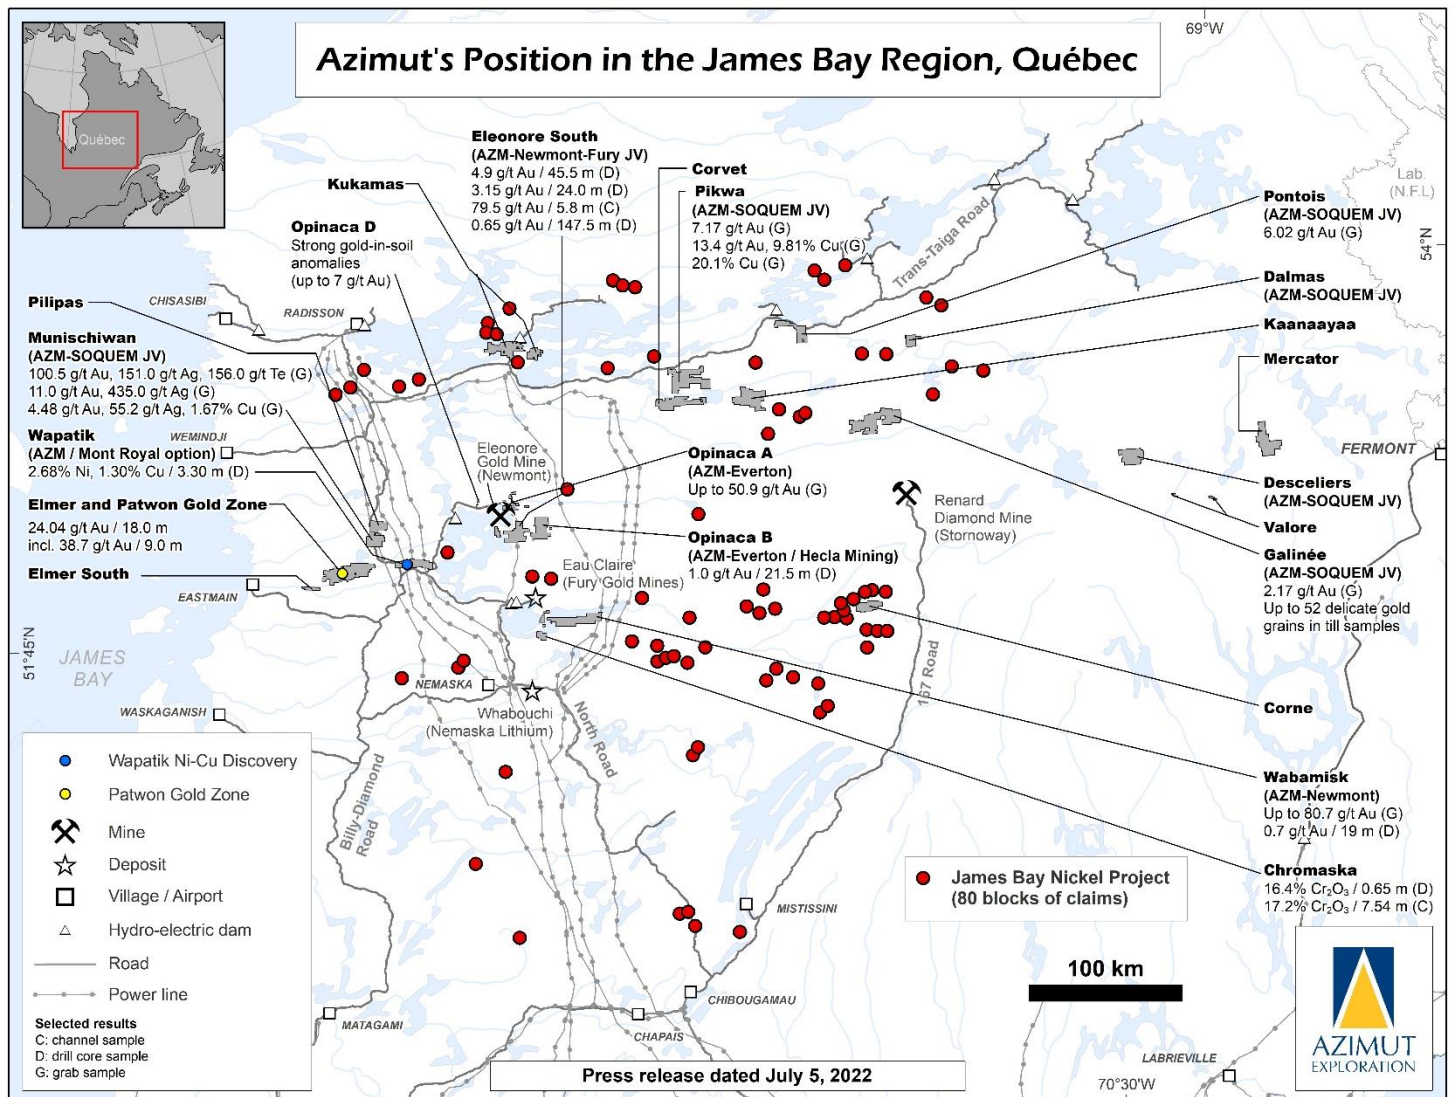 Azimut's Position in the James Bay Region, Québec
69°W
Québec
Lab.
(N.F.L)
54°N
Eleonore South
(AZM-Newmont-Fury JV)
4.9 g/t Au / 45.5 m (D)
3.15 g/t Au / 24.0 m (D)
79.5 g/t Au / 5.8 m (C)
0.65 g/t Au / 147.5 m (D)
Kukamas
Opinaca D
Strong gold-in-soil
anomalies
(up to 7 g/t Au)
Corvet
Pikwa
(AZM-SOQUEM JV)
7.17 g/t Au (G)
13.4 g/t Au, 9.81% Cu (G)
20.1% Cu (G)
Trans-Taiga Road
Pontois
(AZM-SOQUEM JV)
6.02 g/t Au (G)
Dalmas
(AZM-SOQUEM JV)
Kaanaayaa
Mercator
FERMONT
Pilipas
CHISASIBI
RADISSON
Munischiwan
(AZM-SOQUEM JV)
100.5 g/t Au, 151.0 g/t Ag, 156.0 g/t Te (G)
11.0 g/t Au, 435.0 g/t Ag (G)
4.48 g/t Au, 55.2 g/t Ag, 1.67% Cu (G)
Wapatik
(AZM / Mont Royal option)
2.68% Ni, 1.30% Cu / 3.30 m (D)
WEMINDJI
Elmer and Patwon Gold Zone
24.04 g/t Au / 18.0 m
incl. 38.7 g/t Au / 9.0 m
Elmer South
EASTMAIN
Eleonore
Gold Mine
(Newmont)
Opinaca A
(AZM-Everton)
Up to 50.9 g/t Au (G)
Opinaca B
(AZM-Everton / Hecla Mining)
1.0 g/t Au / 21.5 m (D)
Eau Claire
(Fury Gold Mines)
Renard
Diamond Mine
(Stornoway)
Desceliers
(AZM-SOQUEM JV)
Valore
Galinée
(AZM-SOQUEM JV)
2.17 g/t Au (G)
Up to 52 delicate gold
grains in till samples
51°45'N
JAMES
BAY
WASKAGANISH
NEMASKA
Whabouchi
(Nemaska Lithium)
North Road
167 Road
Billy-Diamond
Road
Corne
Wabamisk
(AZM-Newmont)
Up to 80.7 g/t Au (G)
0.7 g/t Au / 19 m (D)
Chromaska
16.4% Cr₂O₃ / 0.65 m (D)
17.2% Cr₂O₃ / 7.54 m (C)
Wapatik Ni-Cu Discovery
Patwon Gold Zone
Mine
Deposit
Village / Airport
Hydro-electric dam
Road
Power line
Selected results
C: channel sample
D: drill core sample
G: grab sample
James Bay Nickel Project
(80 blocks of claims)
100 km
MISTISSINI
CHIBOUGAMAU
CHAPAIS
MATAGAMI
LABRIEVILLE
70°30'W
Press release dated July 5, 2022
AZIMUT
EXPLORATION